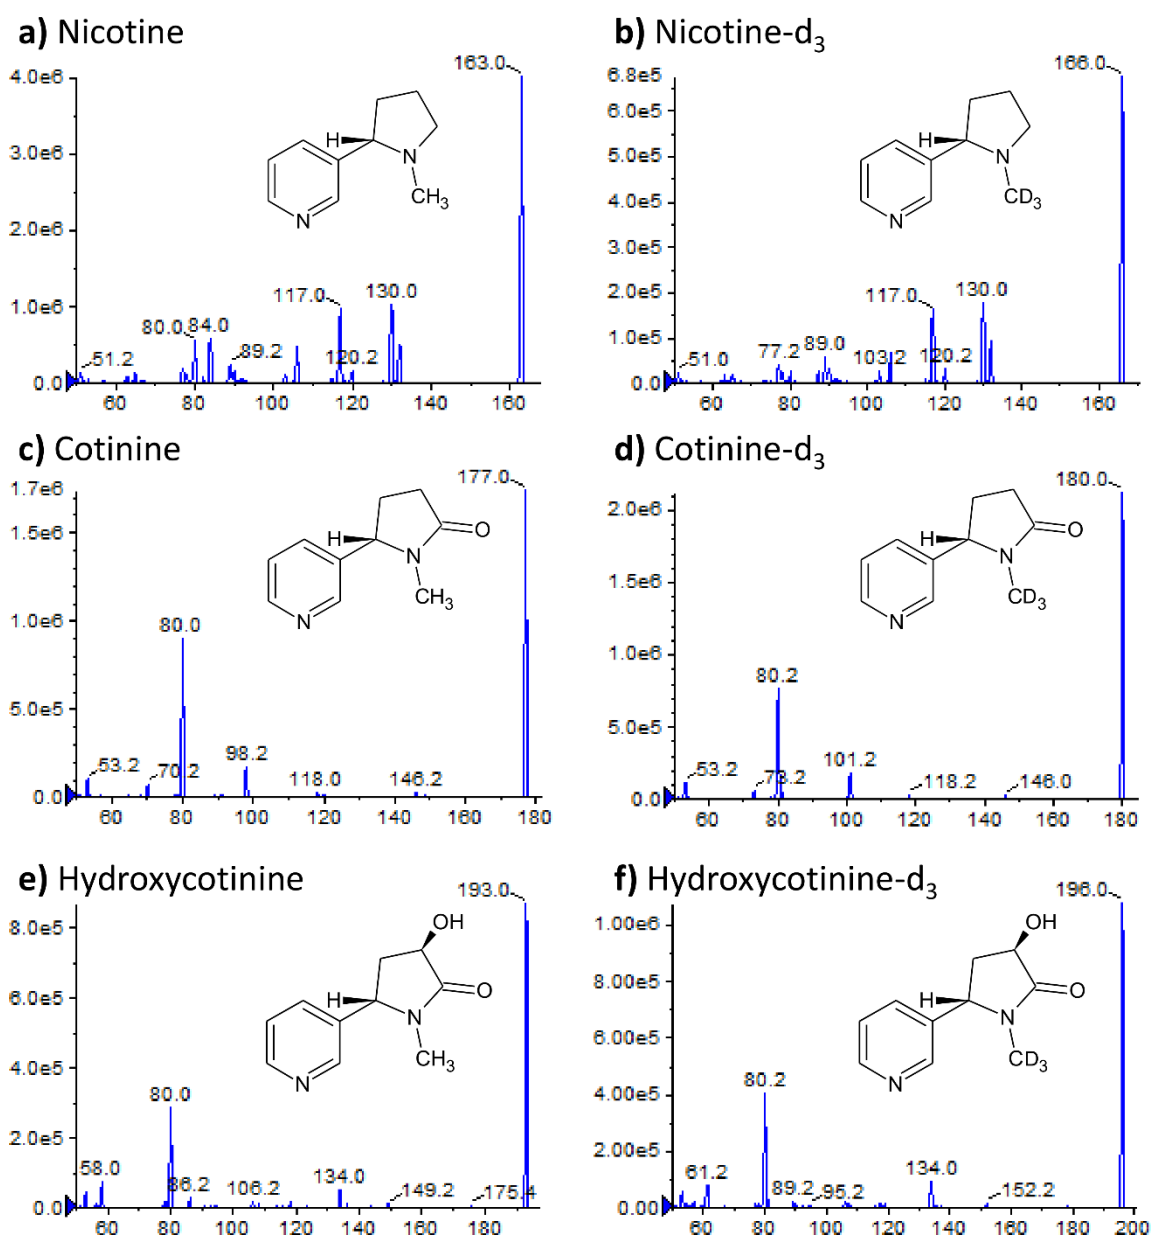 a) Nicotine
163.0
4.0e6
3.0e6
2.0e6
1.0e6
0.0
H
N
CH3
N
51.2
80.0
84.0
89.2
117.0
120.2
130.0
60 80 100 120 140 160
b) Nicotine-d3
166.0
6.8e5
6.0e5
5.0e5
4.0e5
3.0e5
2.0e5
1.0e5
0.0
H
N
CD3
N
51.0
77.2
89.0
103.2
117.0
120.2
130.0
60 80 100 120 140 160
c) Cotinine
177.0
1.7e6
1.5e6
1.0e6
5.0e5
0.0
H
O
N
CH3
N
53.2
70.2
80.0
98.2
118.0
146.2
60 80 100 120 140 160 180
d) Cotinine-d3
180.0
2.0e6
1.5e6
1.0e6
5.0e5
0.0
H
O
N
CD3
N
53.2
73.2
80.2
101.2
118.2
146.0
60 80 100 120 140 160 180
e) Hydroxycotinine
193.0
8.0e5
6.0e5
4.0e5
2.0e5
0.0
OH
H
O
N
CH3
N
58.0
80.0
86.2
106.2
134.0
149.2
175.4
60 80 100 120 140 160 180
f) Hydroxycotinine-d3
196.0
1.00e6
8.00e5
6.00e5
4.00e5
2.00e5
0.00
OH
H
O
N
CD3
N
61.2
80.2
89.2
95.2
134.0
152.2
60 80 100 120 140 160 180 200